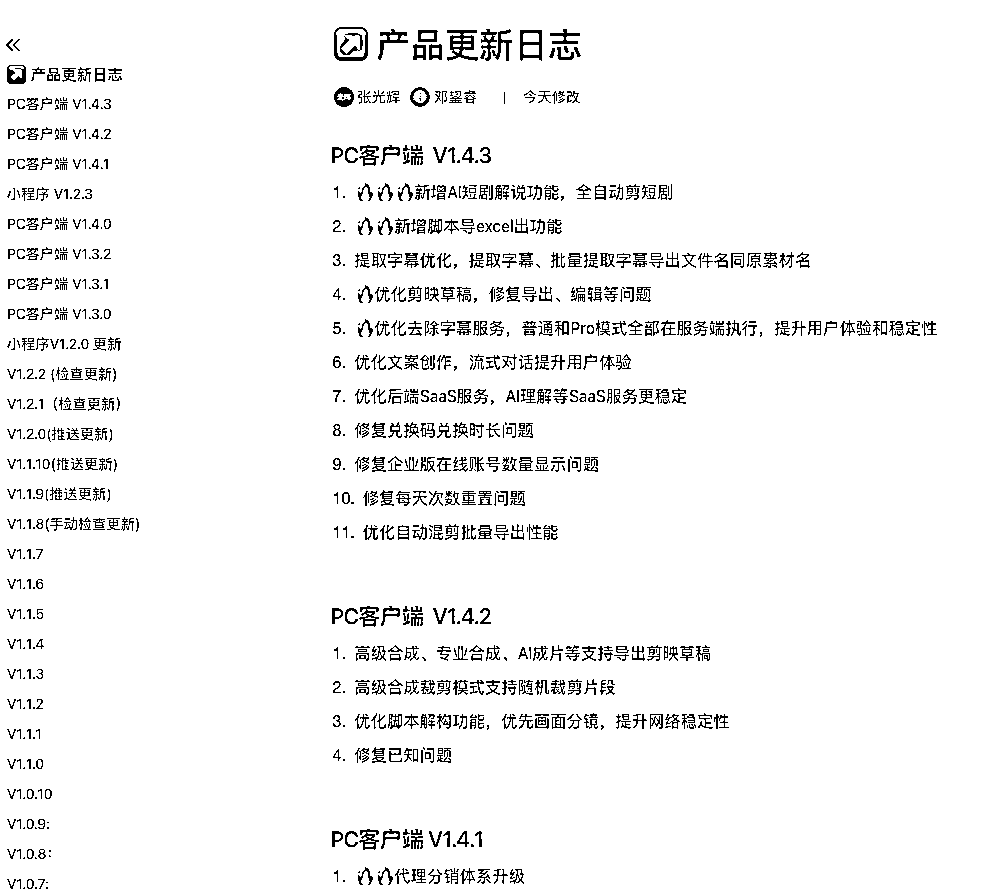 产品更新日志
PC客户端 V1.4.3
PC客户端 V1.4.2
PC客户端 V1.4.1
小程序 V1.2.3
PC客户端 V1.4.0
PC客户端 V1.3.2
PC客户端 V1.3.1
PC客户端 V1.3.0
小程序V1.2.0 更新
V1.2.2 (检查更新)
V1.2.1（检查更新）
V1.2.0(推送更新)
V1.1.10(推送更新)
V1.1.9(推送更新)
V1.1.8(手动检查更新)
V1.1.7
V1.1.6
V1.1.5
V1.1.4
V1.1.3
V1.1.2
V1.1.1
V1.1.0
V1.0.10
V1.0.9:
V1.0.8：
V1.0.7:
产品更新日志
张光辉 邓鋆睿 | 今天修改
PC客户端 V1.4.3
1. 🔥🔥🔥新增AI短剧解说功能，全自动剪短剧
2. 🔥🔥新增脚本导excel出功能
3. 提取字幕优化，提取字幕、批量提取字幕导出文件名同原素材名
4. 🔥优化剪映草稿，修复导出、编辑等问题
5. 🔥优化去除字幕服务，普通和Pro模式全部在服务端执行，提升用户体验和稳定性
6. 优化文案创作，流式对话提升用户体验
7. 优化后端SaaS服务，AI理解等SaaS服务更稳定
8. 修复兑换码兑换时长问题
9. 修复企业版在线账号数量显示问题
10. 修复每天次数重置问题
11. 优化自动混剪批量导出性能
PC客户端 V1.4.2
1. 高级合成、专业合成、AI成片等支持导出剪映草稿
2. 高级合成裁剪模式支持随机裁剪片段
3. 优化脚本解构功能，优先画面分镜，提升网络稳定性
4. 修复已知问题
PC客户端 V1.4.1
1. 🔥🔥代理分销体系升级